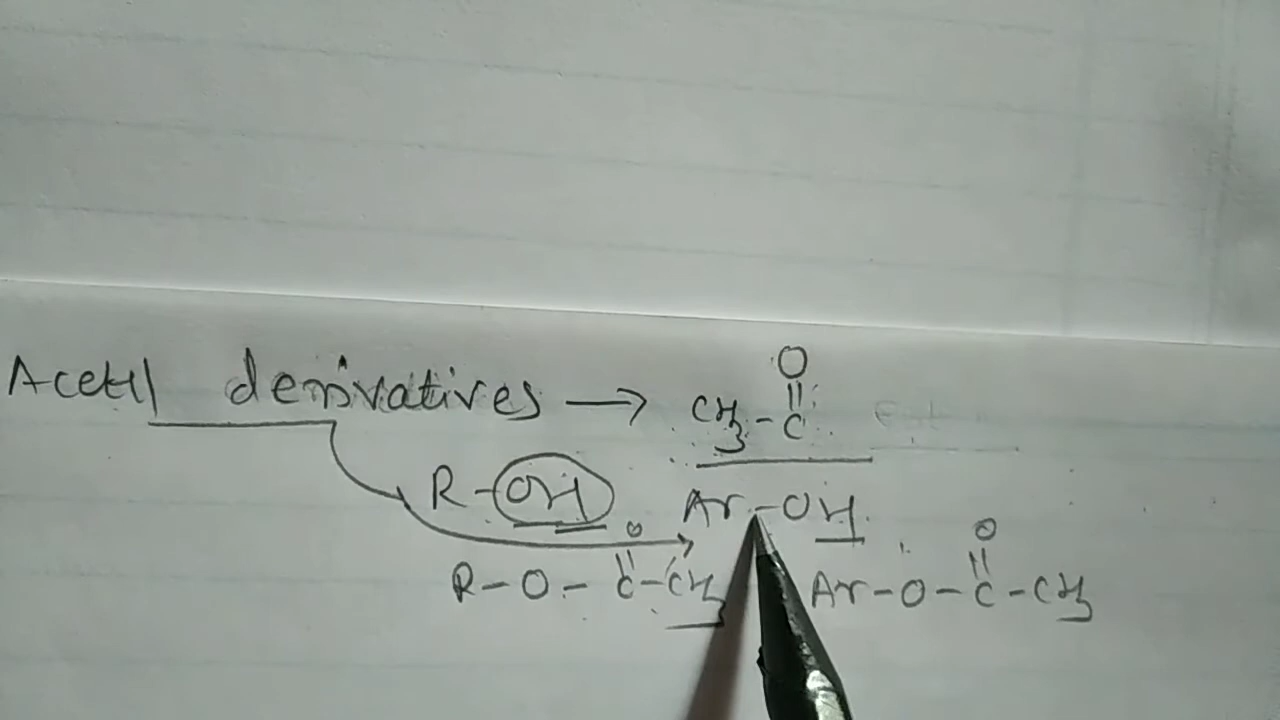 Acetyl derivatives → CH3-C
O
||
R-OH Ar-OH
O O
|| ||
R-O-C-CH3 Ar-O-C-CH3